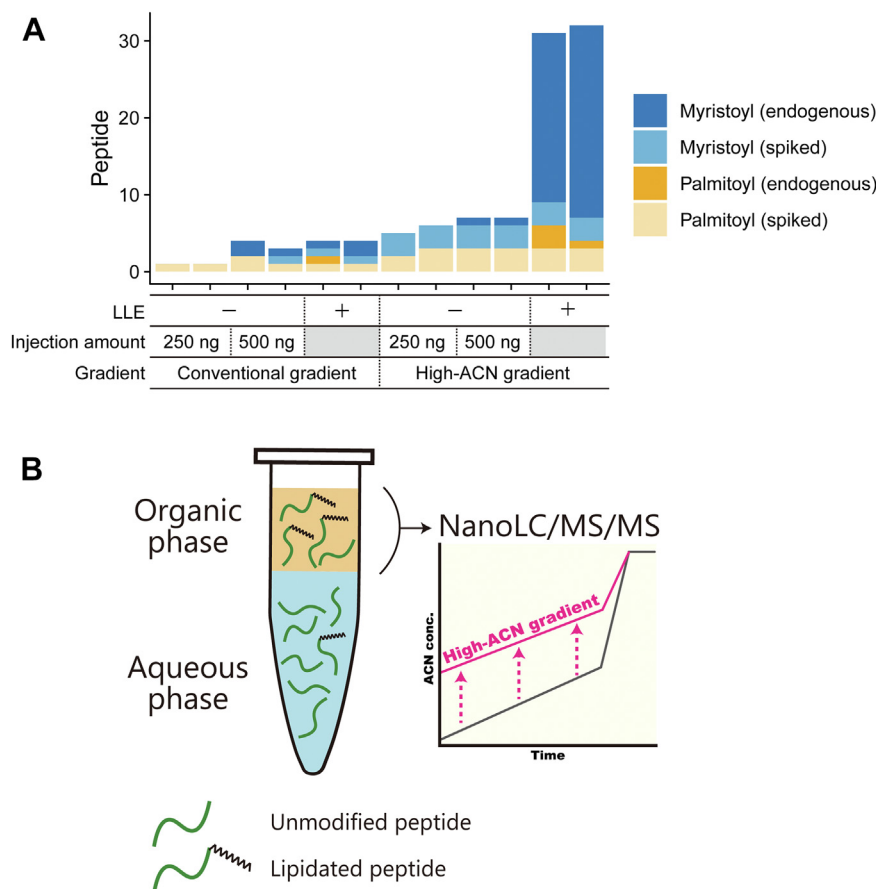 A
30
20
10
0
Peptide
Myristoyl (endogenous)
Myristoyl (spiked)
Palmitoyl (endogenous)
Palmitoyl (spiked)
LLE − + − +
Injection amount 250 ng 500 ng 250 ng 500 ng
Gradient Conventional gradient High-ACN gradient
B
Organic
phase
Aqueous
phase
NanoLC/MS/MS
High-ACN gradient
ACN conc.
Time
Unmodified peptide
Lipidated peptide